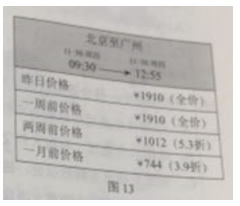 北京至广州
09:30 → 12:55
昨日价格 ¥1910（全价）
一周前价格 ¥1910（全价）
两周前价格 ¥1012（5.3折）
一月前价格 ¥744（3.9折）
图 13